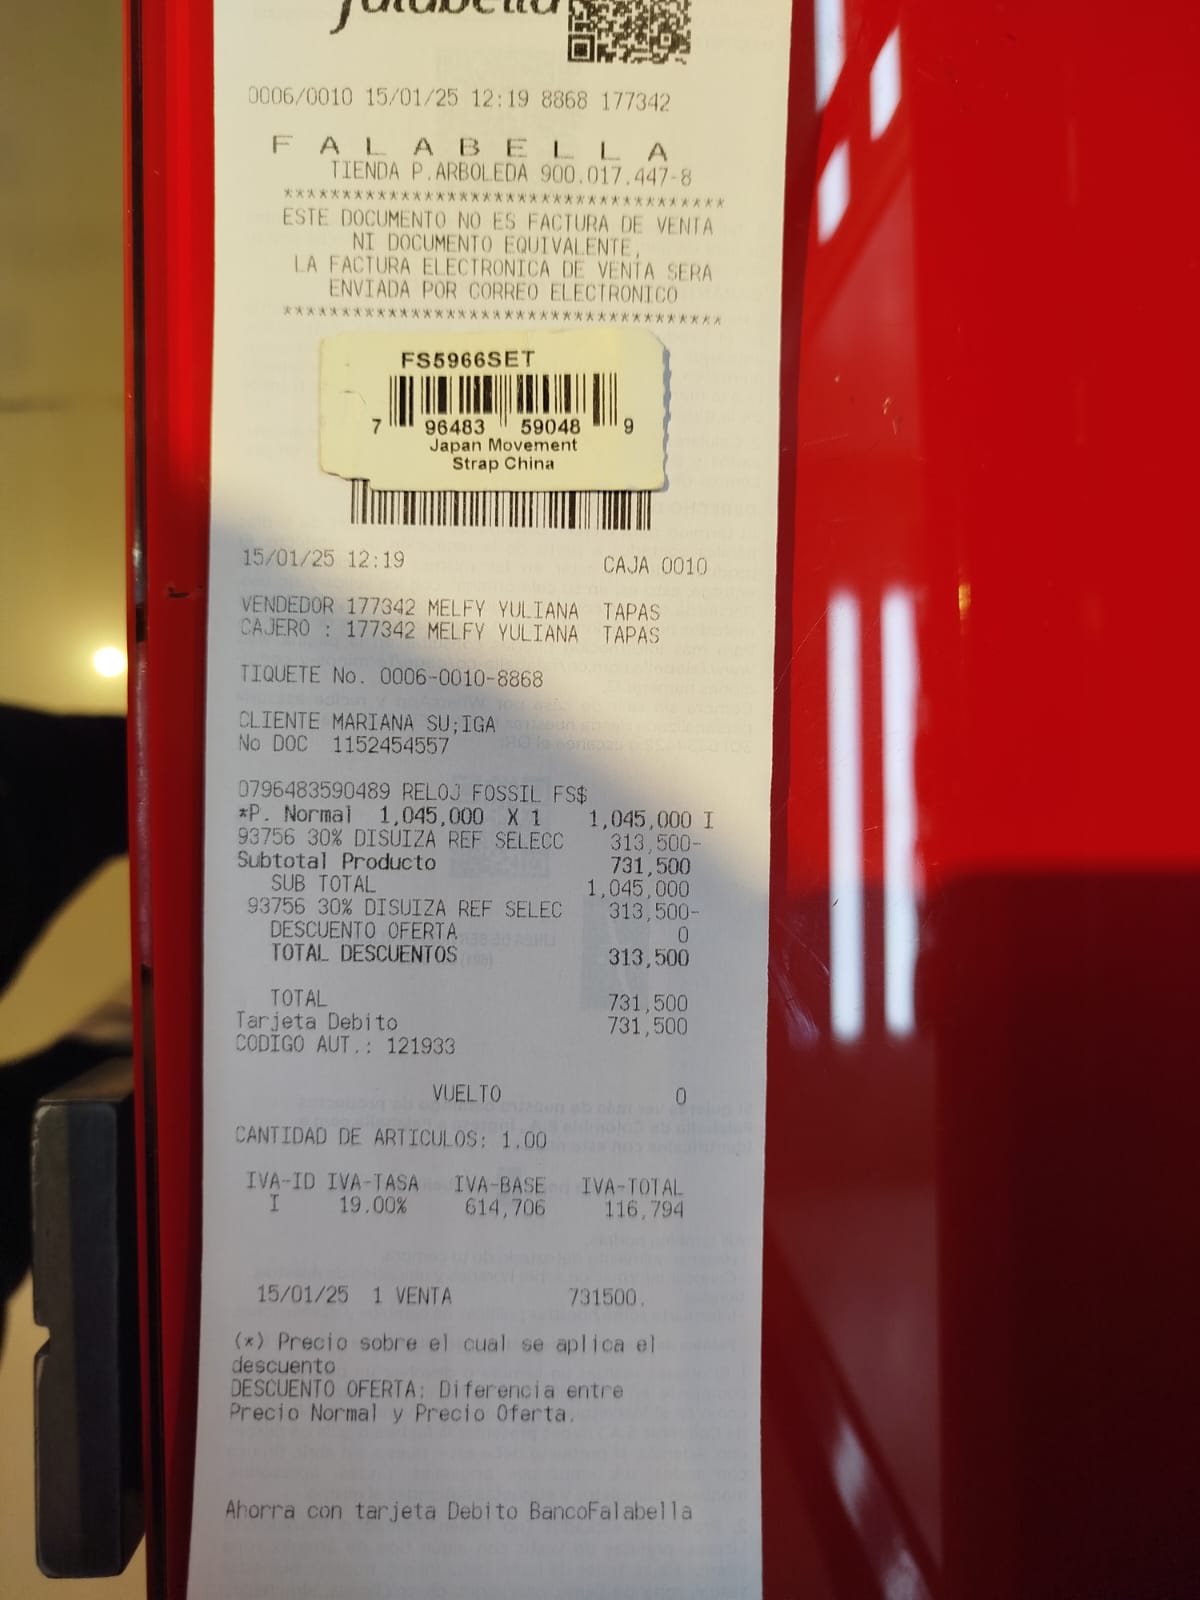 falabella
0006/0010 15/01/25 12:19 8868 177342
FALABELLA
TIENDA P.ARBOLEDA 900.017.447-8
**************************************
ESTE DOCUMENTO NO ES FACTURA DE VENTA
NI DOCUMENTO EQUIVALENTE,
LA FACTURA ELECTRONICA DE VENTA SERA
ENVIADA POR CORREO ELECTRONICO
**************************************
FS5966SET
7 96483 59048 9
Japan Movement
Strap China
15/01/25 12:19 CAJA 0010
VENDEDOR 177342 MELFY YULIANA TAPAS
CAJERO : 177342 MELFY YULIANA TAPAS
TIQUETE No. 0006-0010-8868
CLIENTE MARIANA SU;IGA
No DOC 1152454557
0796483590489 RELOJ FOSSIL FS$
*P. Normal 1,045,000 X 1 1,045,000 I
93756 30% DISUIZA REF SELECC 313,500-
Subtotal Producto 731,500
SUB TOTAL 1,045,000
93756 30% DISUIZA REF SELEC 313,500-
DESCUENTO OFERTA 0
TOTAL DESCUENTOS 313,500
TOTAL 731,500
Tarjeta Debito 731,500
CODIGO AUT.: 121933
VUELTO 0
CANTIDAD DE ARTICULOS: 1.00
IVA-ID IVA-TASA IVA-BASE IVA-TOTAL
I 19.00% 614,706 116,794
15/01/25 1 VENTA 731500.
(*) Precio sobre el cual se aplica el
descuento
DESCUENTO OFERTA: Diferencia entre
Precio Normal y Precio Oferta.
Ahorra con tarjeta Debito BancoFalabella